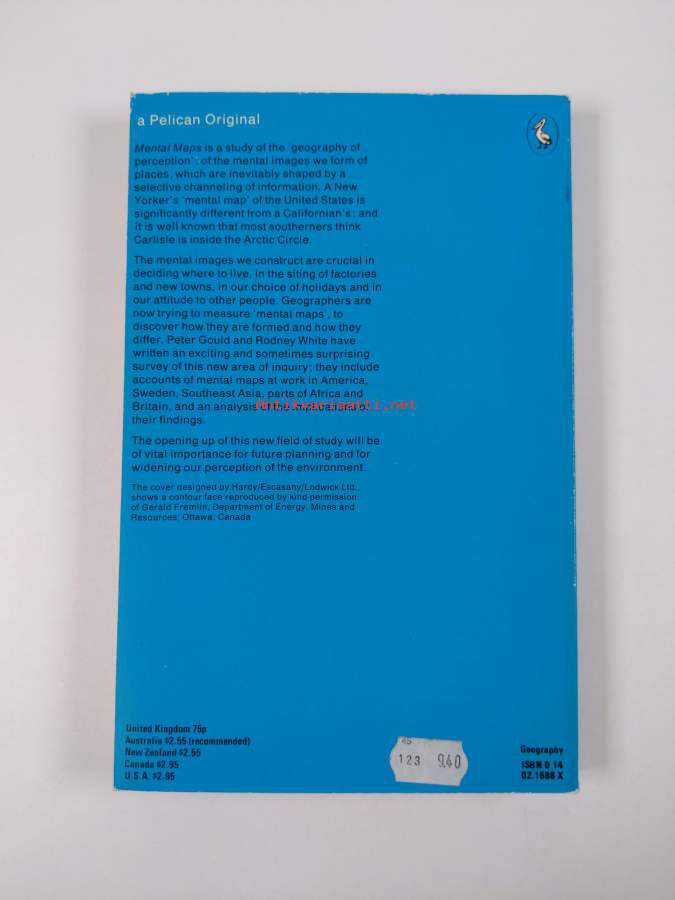 a Pelican Original
Mental Maps is a study of the 'geography of
perception': of the mental images we form of
places, which are inevitably shaped by a
selective channeling of information. A New
Yorker's 'mental map' of the United States is
significantly different from a Californian's; and
it is well known that most southerners think
Carlisle is inside the Arctic Circle.
The mental images we construct are crucial in
deciding where to live, in the siting of factories
and new towns, in our choice of holidays and in
our attitude to other people. Geographers are
now trying to measure 'mental maps', to
discover how they are formed and how they
differ. Peter Gould and Rodney White have
written an exciting and sometimes surprising
survey of this new area of inquiry; they include
accounts of mental maps at work in America,
Sweden, Southeast Asia, parts of Africa and
Britain, and an analysis of the implications of
Antikvariaatti.net
their findings.
The opening up of this new field of study will be
of vital importance for future planning and for
widening our perception of the environment.
The cover designed by Hardy/Escasany/Lodwick Ltd.,
shows a contour face reproduced by kind permission
of Gerald Fremlin, Department of Energy, Mines and
Resources, Ottawa, Canada
United Kingdom 75p
Australia $2.55 (recommended)
New Zealand $2.55
Canada $2.95
U.S.A. $2.95
123 9.40
Geography
ISBN 0 14
02.1688 X